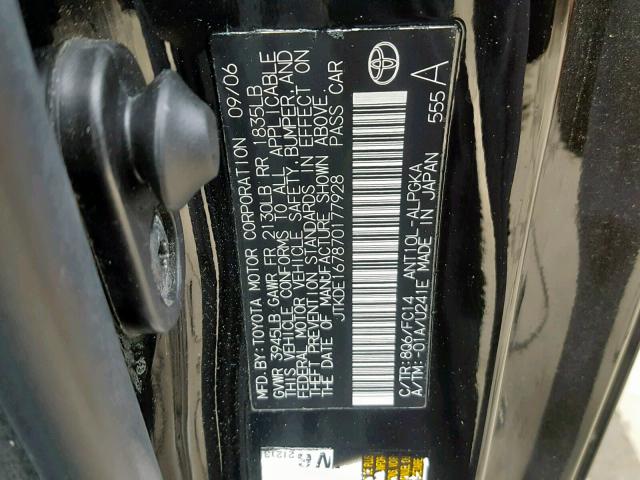 MFD. BY: TOYOTA MOTOR CORPORATION 09/06
GVWR 3945LB GAWR FR 2130LB RR 1835LB
THIS VEHICLE CONFORMS TO ALL APPLICABLE
FEDERAL MOTOR VEHICLE SAFETY, BUMPER, AND
THEFT PREVENTION STANDARDS IN EFFECT ON
THE DATE OF MANUFACTURE SHOWN ABOVE.
JTKDE167870177928 PASS CAR
C/TR:8Q6/FC14 ANT10L-ALPGKA
A/TM:-01A/U241E MADE IN JAPAN 555 A